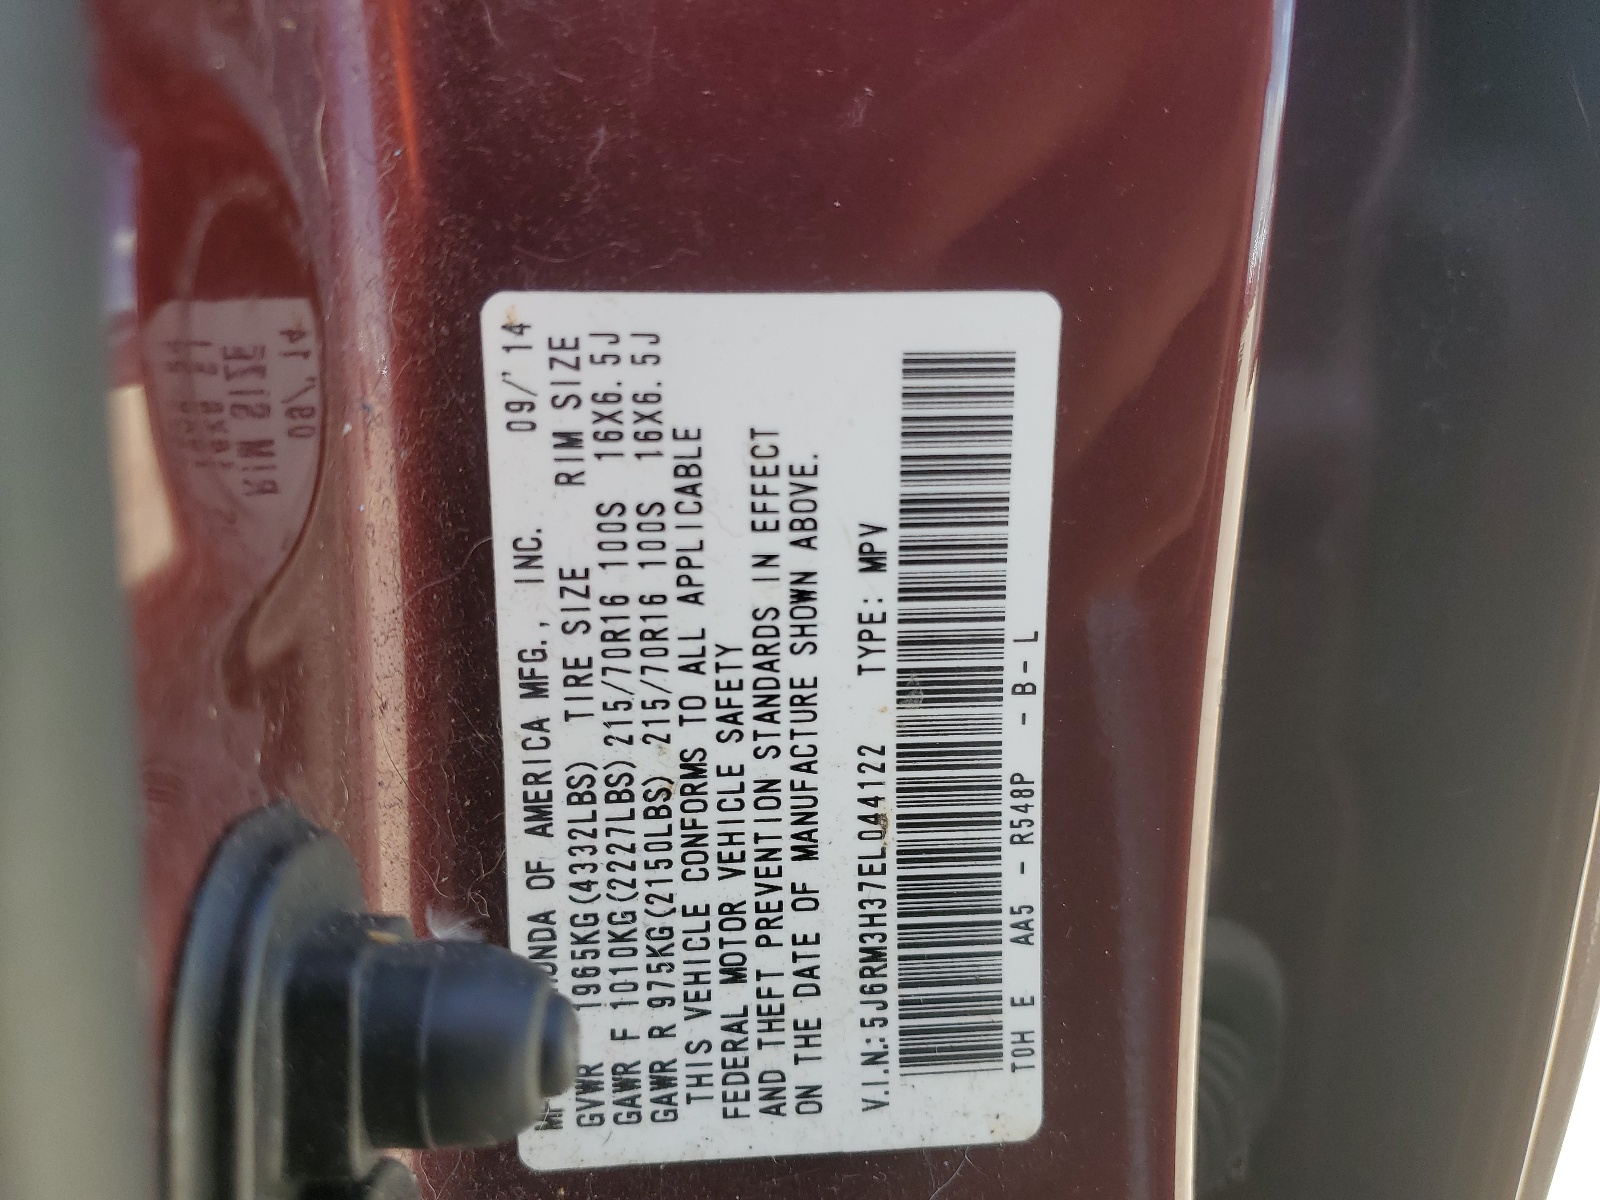 HONDA OF AMERICA MFG., INC. 09/'14
GVWR 1965KG(4332LBS) TIRE SIZE RIM SIZE
GAWR F 1010KG(2227LBS) 215/70R16 100S 16X6.5J
GAWR R 975KG(2150LBS) 215/70R16 100S 16X6.5J
THIS VEHICLE CONFORMS TO ALL APPLICABLE
FEDERAL MOTOR VEHICLE SAFETY
AND THEFT PREVENTION STANDARDS IN EFFECT
ON THE DATE OF MANUFACTURE SHOWN ABOVE.
V.I.N.: 5J6RM3H37EL044122 TYPE: MPV
TOH E AA5 - R548P - B - L